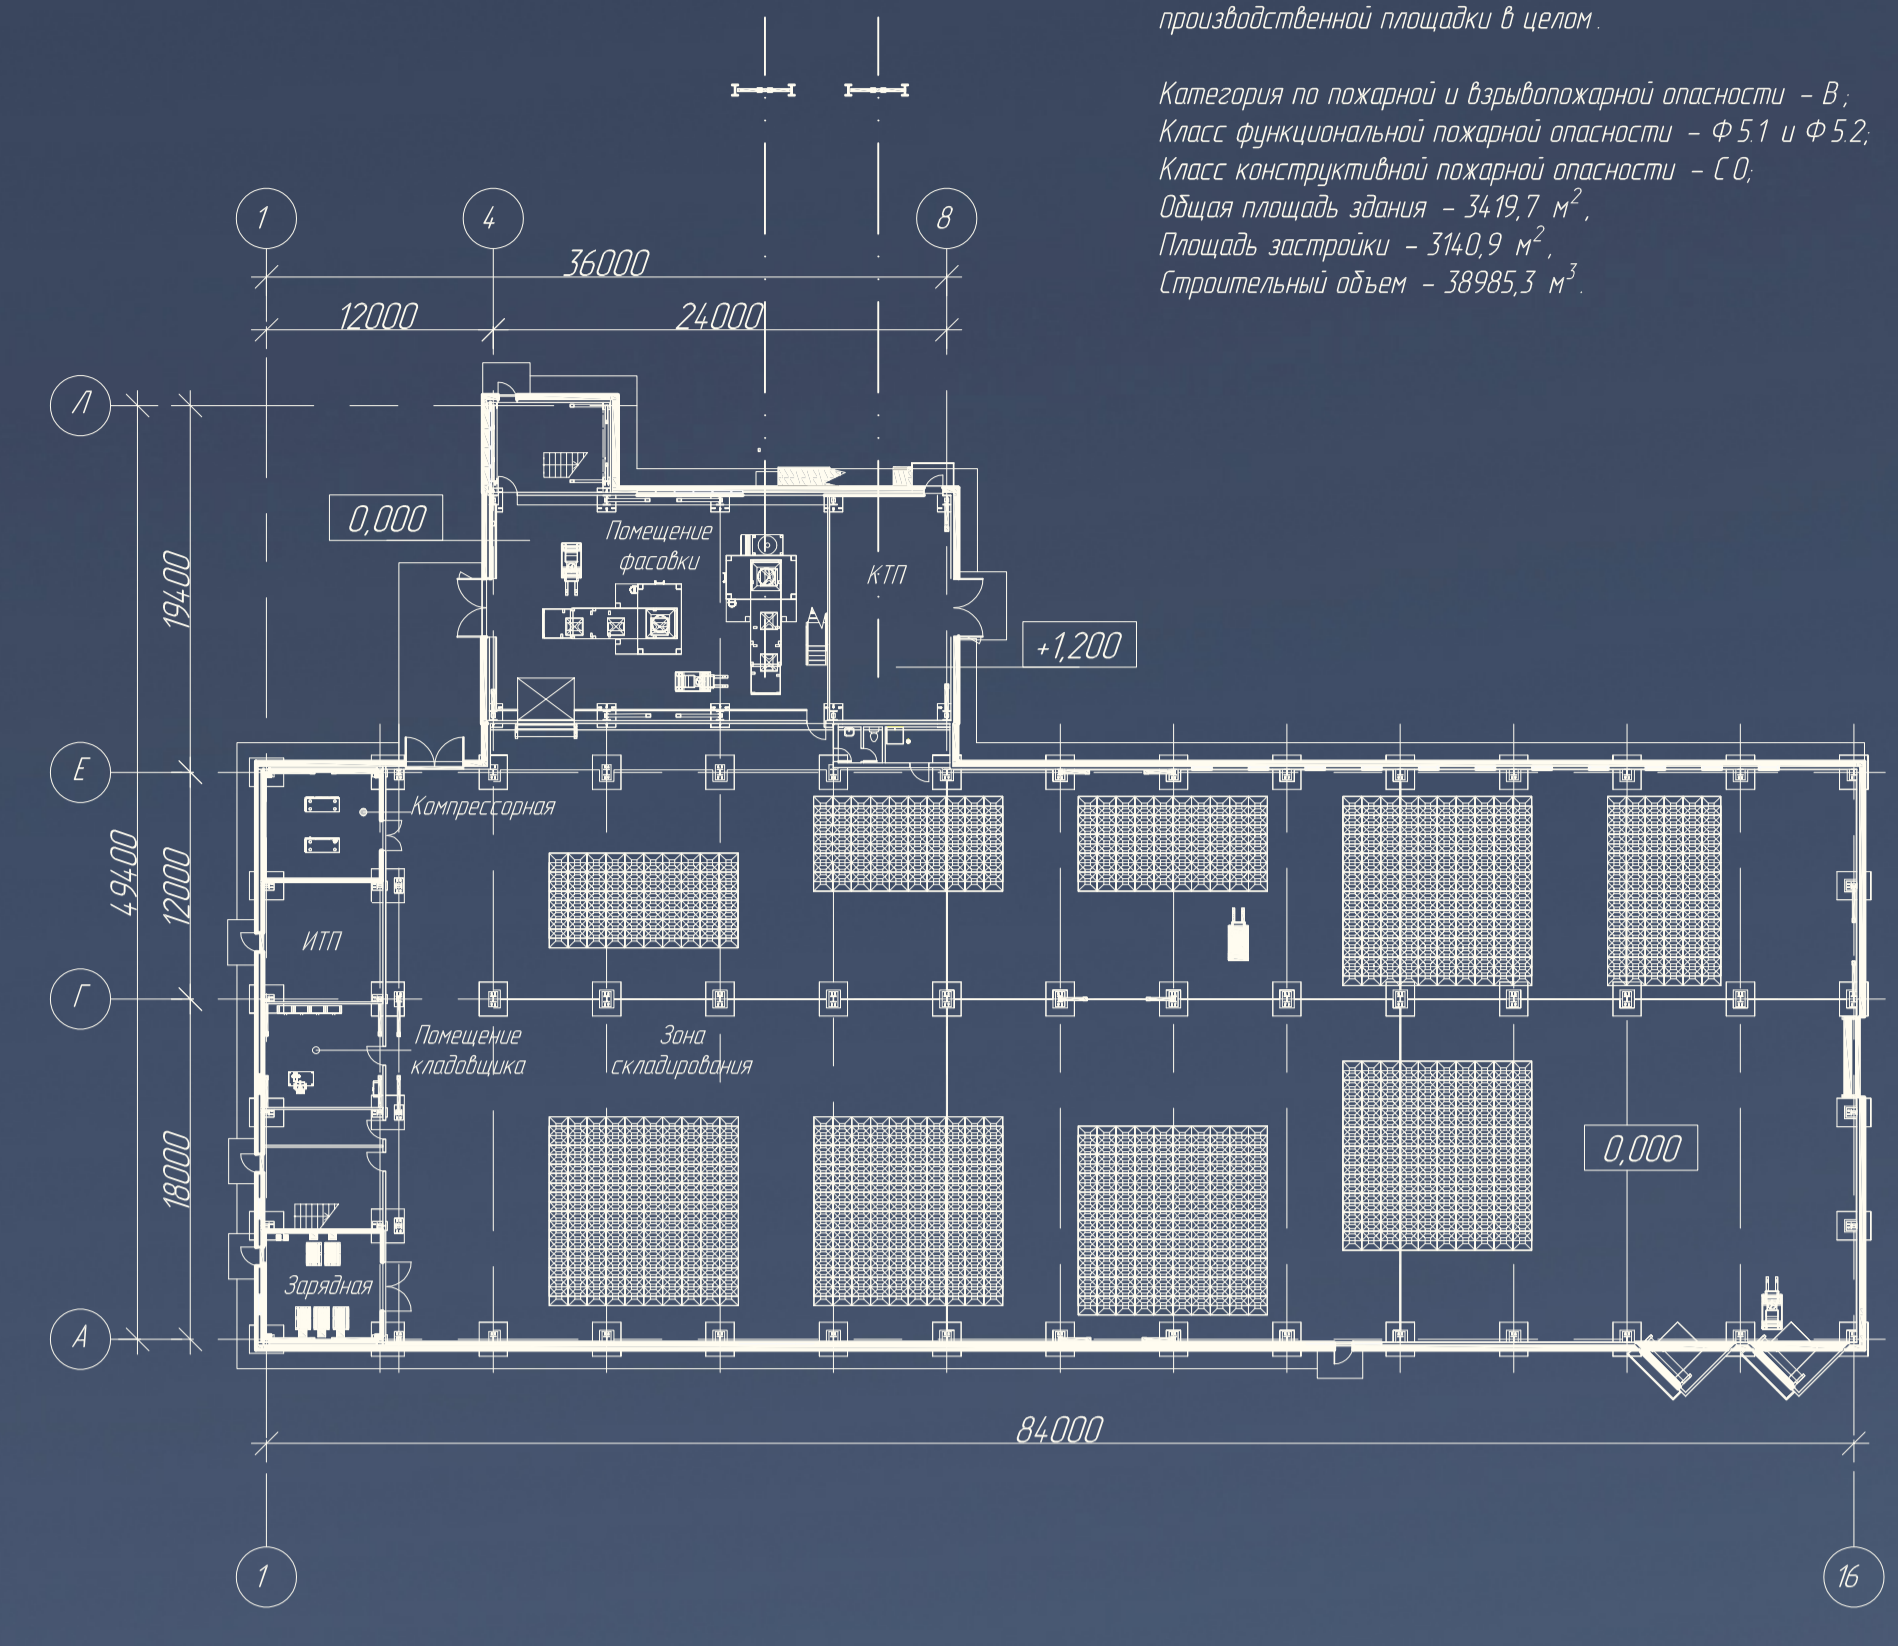 производственной площадки в целом.
Категория по пожарной и взрывопожарной опасности – В;
Класс функциональной пожарной опасности – Ф5.1 и Ф5.2;
Класс конструктивной пожарной опасности – С0;
Общая площадь здания – 3419,7 м²,
Площадь застройки – 3140,9 м²,
Строительный объем – 38985,3 м³.
1
4
8
36000
12000
24000
Л
0,000
Помещение
фасовки
КТП
19400
+1,200
Е
Компрессорная
49400
12000
ИТП
Г
Помещение
кладовщика
Зона
складирования
18000
0,000
Зарядная
А
84000
1
16